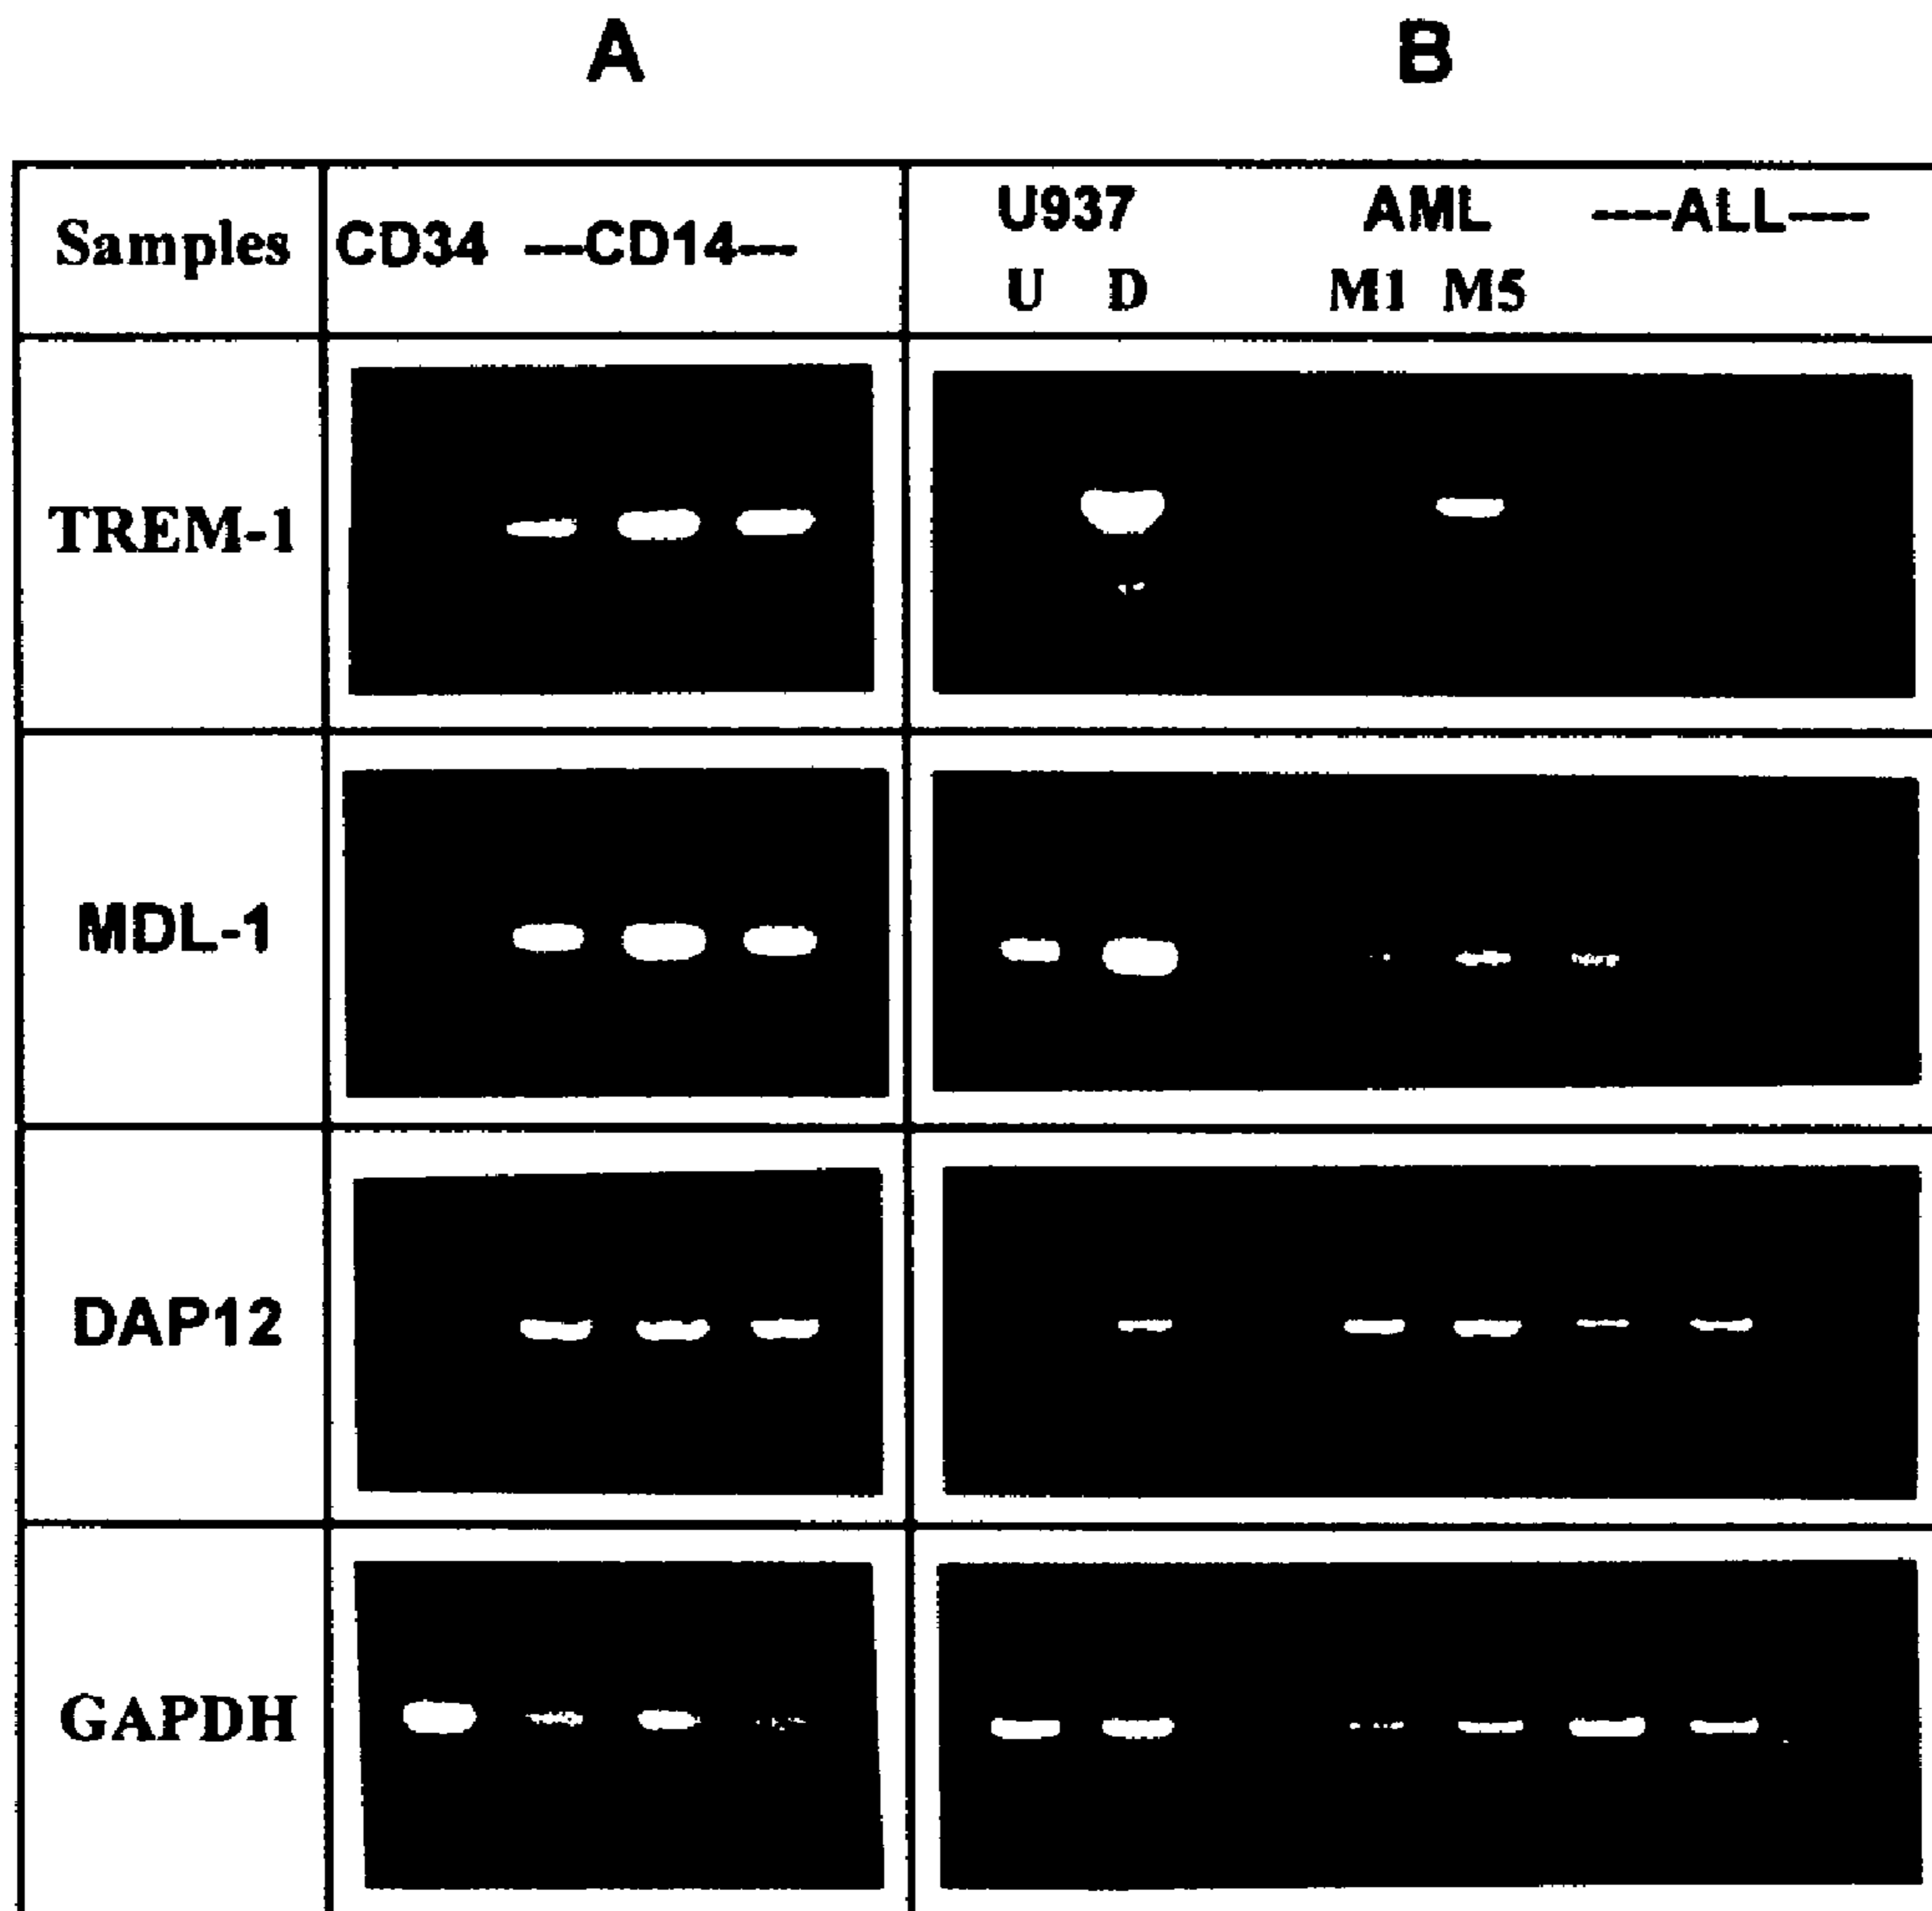 A B
Samples CD34 ---CD14--- U937 AML ----ALL----
U D M1 M5
TREM-1
MDL-1
DAP12
GAPDH